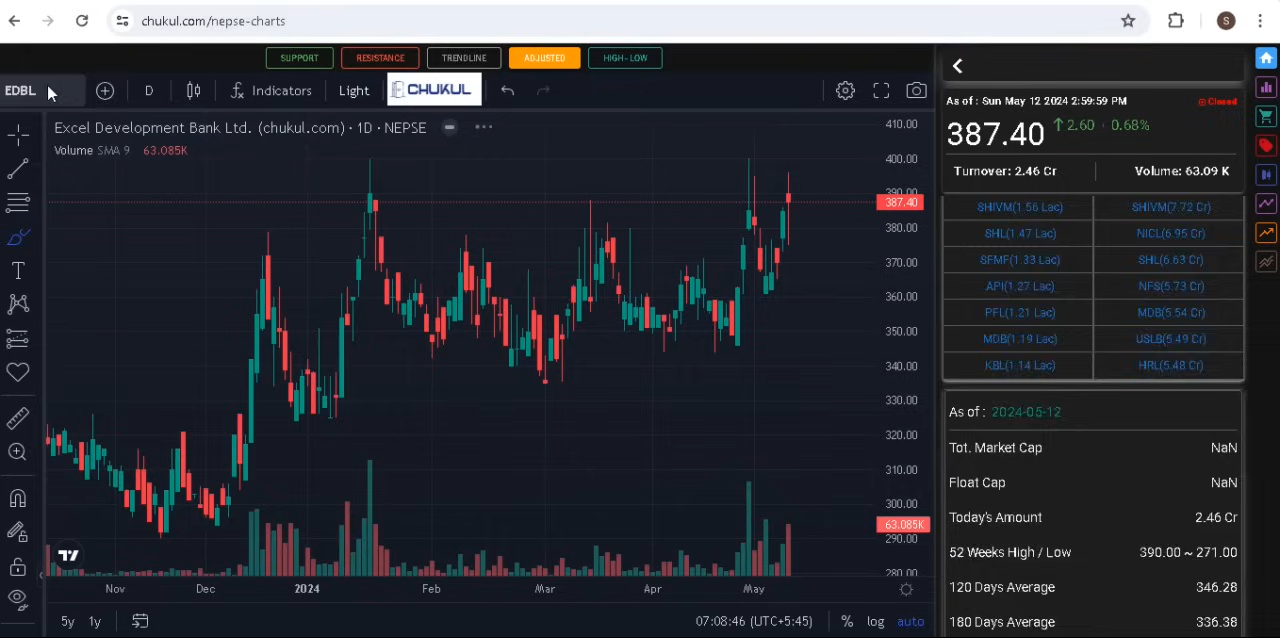 chukul.com/nepse-charts
S
SUPPORT RESISTANCE TRENDLINE ADJUSTED HIGH-LOW
EDBL D Indicators Light CHUKUL
Excel Development Bank Ltd. (chukul.com) · 1D · NEPSE
Volume SMA 9 63.085K
410.00
400.00
390.00
387.40
380.00
370.00
360.00
350.00
340.00
330.00
320.00
310.00
300.00
63.085K
290.00
280.00
Nov Dec 2024 Feb Mar Apr May
5y 1y 07:08:46 (UTC+5:45) % log auto
As of : Sun May 12 2024 2:59:59 PM Closed
387.40 ↑2.60 · 0.68%
Turnover: 2.46 Cr Volume: 63.09 K
SHIVM(1.56 Lac) SHIVM(7.72 Cr)
SHL(1.47 Lac) NICL(6.95 Cr)
SFMF(1.33 Lac) SHL(6.63 Cr)
API(1.27 Lac) NFS(5.73 Cr)
PFL(1.21 Lac) MDB(5.54 Cr)
MDB(1.19 Lac) USLB(5.49 Cr)
KBL(1.14 Lac) HRL(5.48 Cr)
As of : 2024-05-12
Tot. Market Cap NaN
Float Cap NaN
Today's Amount 2.46 Cr
52 Weeks High / Low 390.00 ~ 271.00
120 Days Average 346.28
180 Days Average 336.38